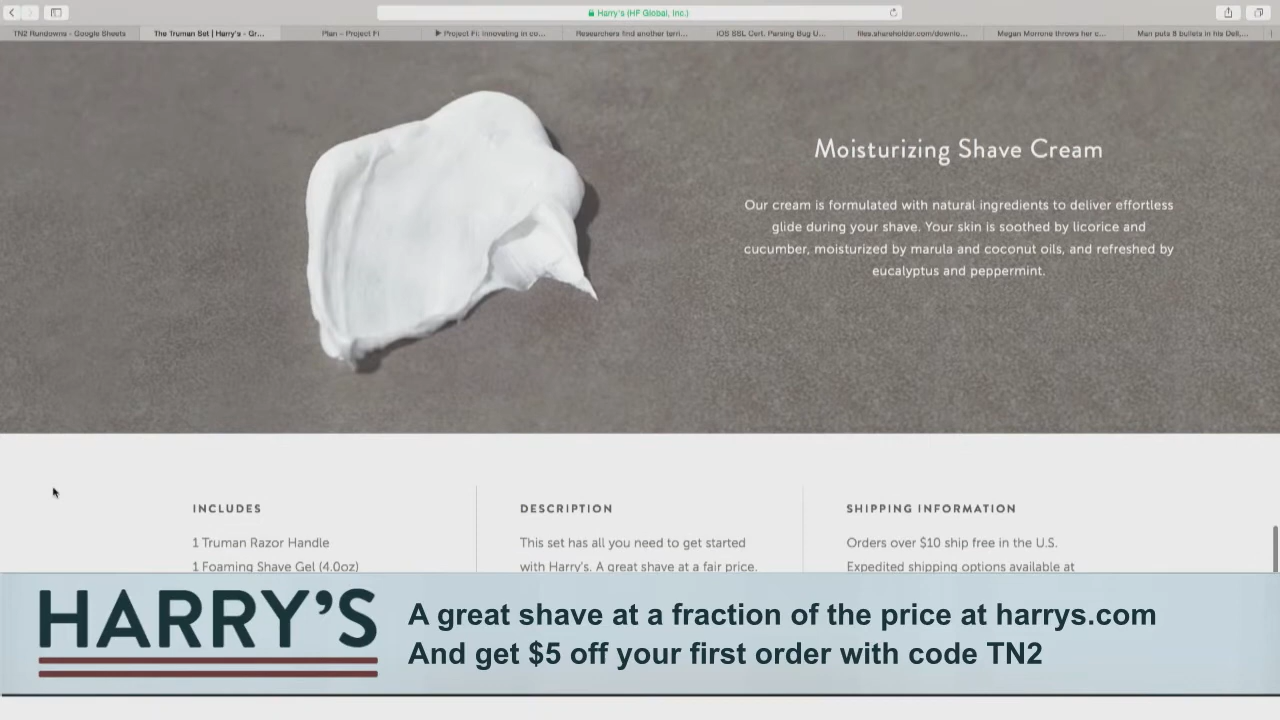 Harry's (HF Global, Inc.)
TN2 Rundowns - Google Sheets
The Truman Set | Harry's - Gr...
Plan – Project Fi
▶ Project Fi: Innovating in co...
Researchers find another terri...
iOS SSL Cert. Parsing Bug U...
files.shareholder.com/downlo...
Megan Morrone throws her c...
Man puts 8 bullets in his Dell,...
Moisturizing Shave Cream
Our cream is formulated with natural ingredients to deliver effortless
glide during your shave. Your skin is soothed by licorice and
cucumber, moisturized by marula and coconut oils, and refreshed by
eucalyptus and peppermint.
INCLUDES
1 Truman Razor Handle
1 Foaming Shave Gel (4.0oz)
DESCRIPTION
This set has all you need to get started
with Harry's. A great shave at a fair price.
SHIPPING INFORMATION
Orders over $10 ship free in the U.S.
Expedited shipping options available at
HARRY'S
A great shave at a fraction of the price at harrys.com
And get $5 off your first order with code TN2